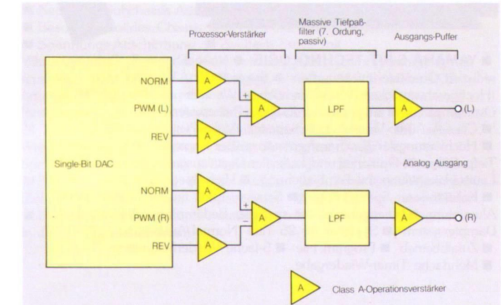 Massive Tiefpaß-
filter (7. Ordung,
passiv)
Prozessor-Verstärker
Ausgangs-Puffer
NORM
A
+
PWM (L)
A
LPF
A
(L)
−
REV
A
Single-Bit DAC
Analog Ausgang
NORM
A
+
PWM (R)
A
LPF
A
(R)
−
REV
A
A
Class A-Operationsverstärker